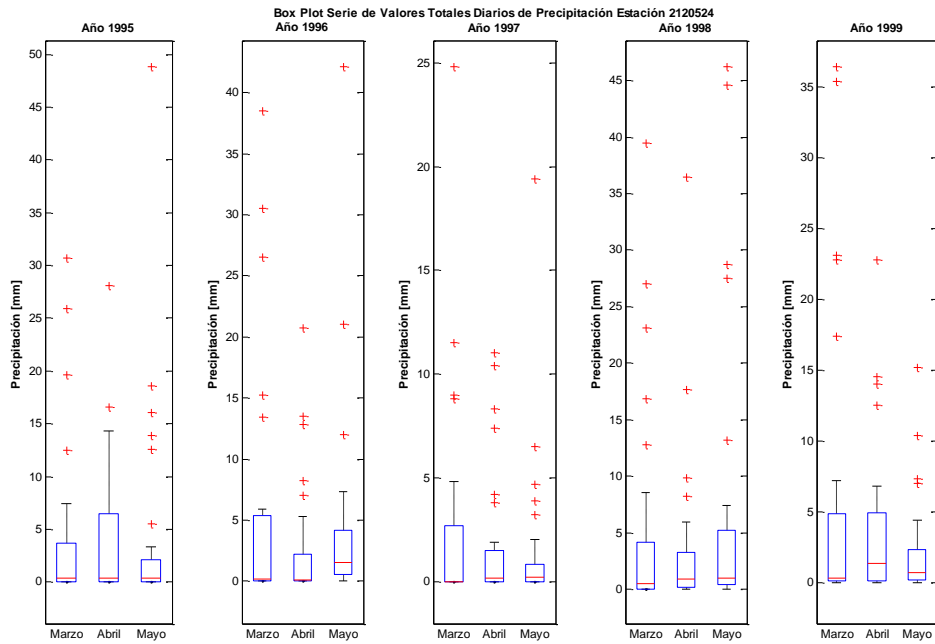 Box Plot Serie de Valores Totales Diarios de Precipitación Estación 2120524
Año 1995
Año 1996
Año 1997
Año 1998
Año 1999
50
45
40
35
30
25
20
15
10
5
0
Precipitación [mm]
Marzo Abril Mayo
40
35
30
25
20
15
10
5
0
Precipitación [mm]
Marzo Abril Mayo
25
20
15
10
5
0
Precipitación [mm]
Marzo Abril Mayo
45
40
35
30
25
20
15
10
5
0
Precipitación [mm]
Marzo Abril Mayo
35
30
25
20
15
10
5
0
Precipitación [mm]
Marzo Abril Mayo